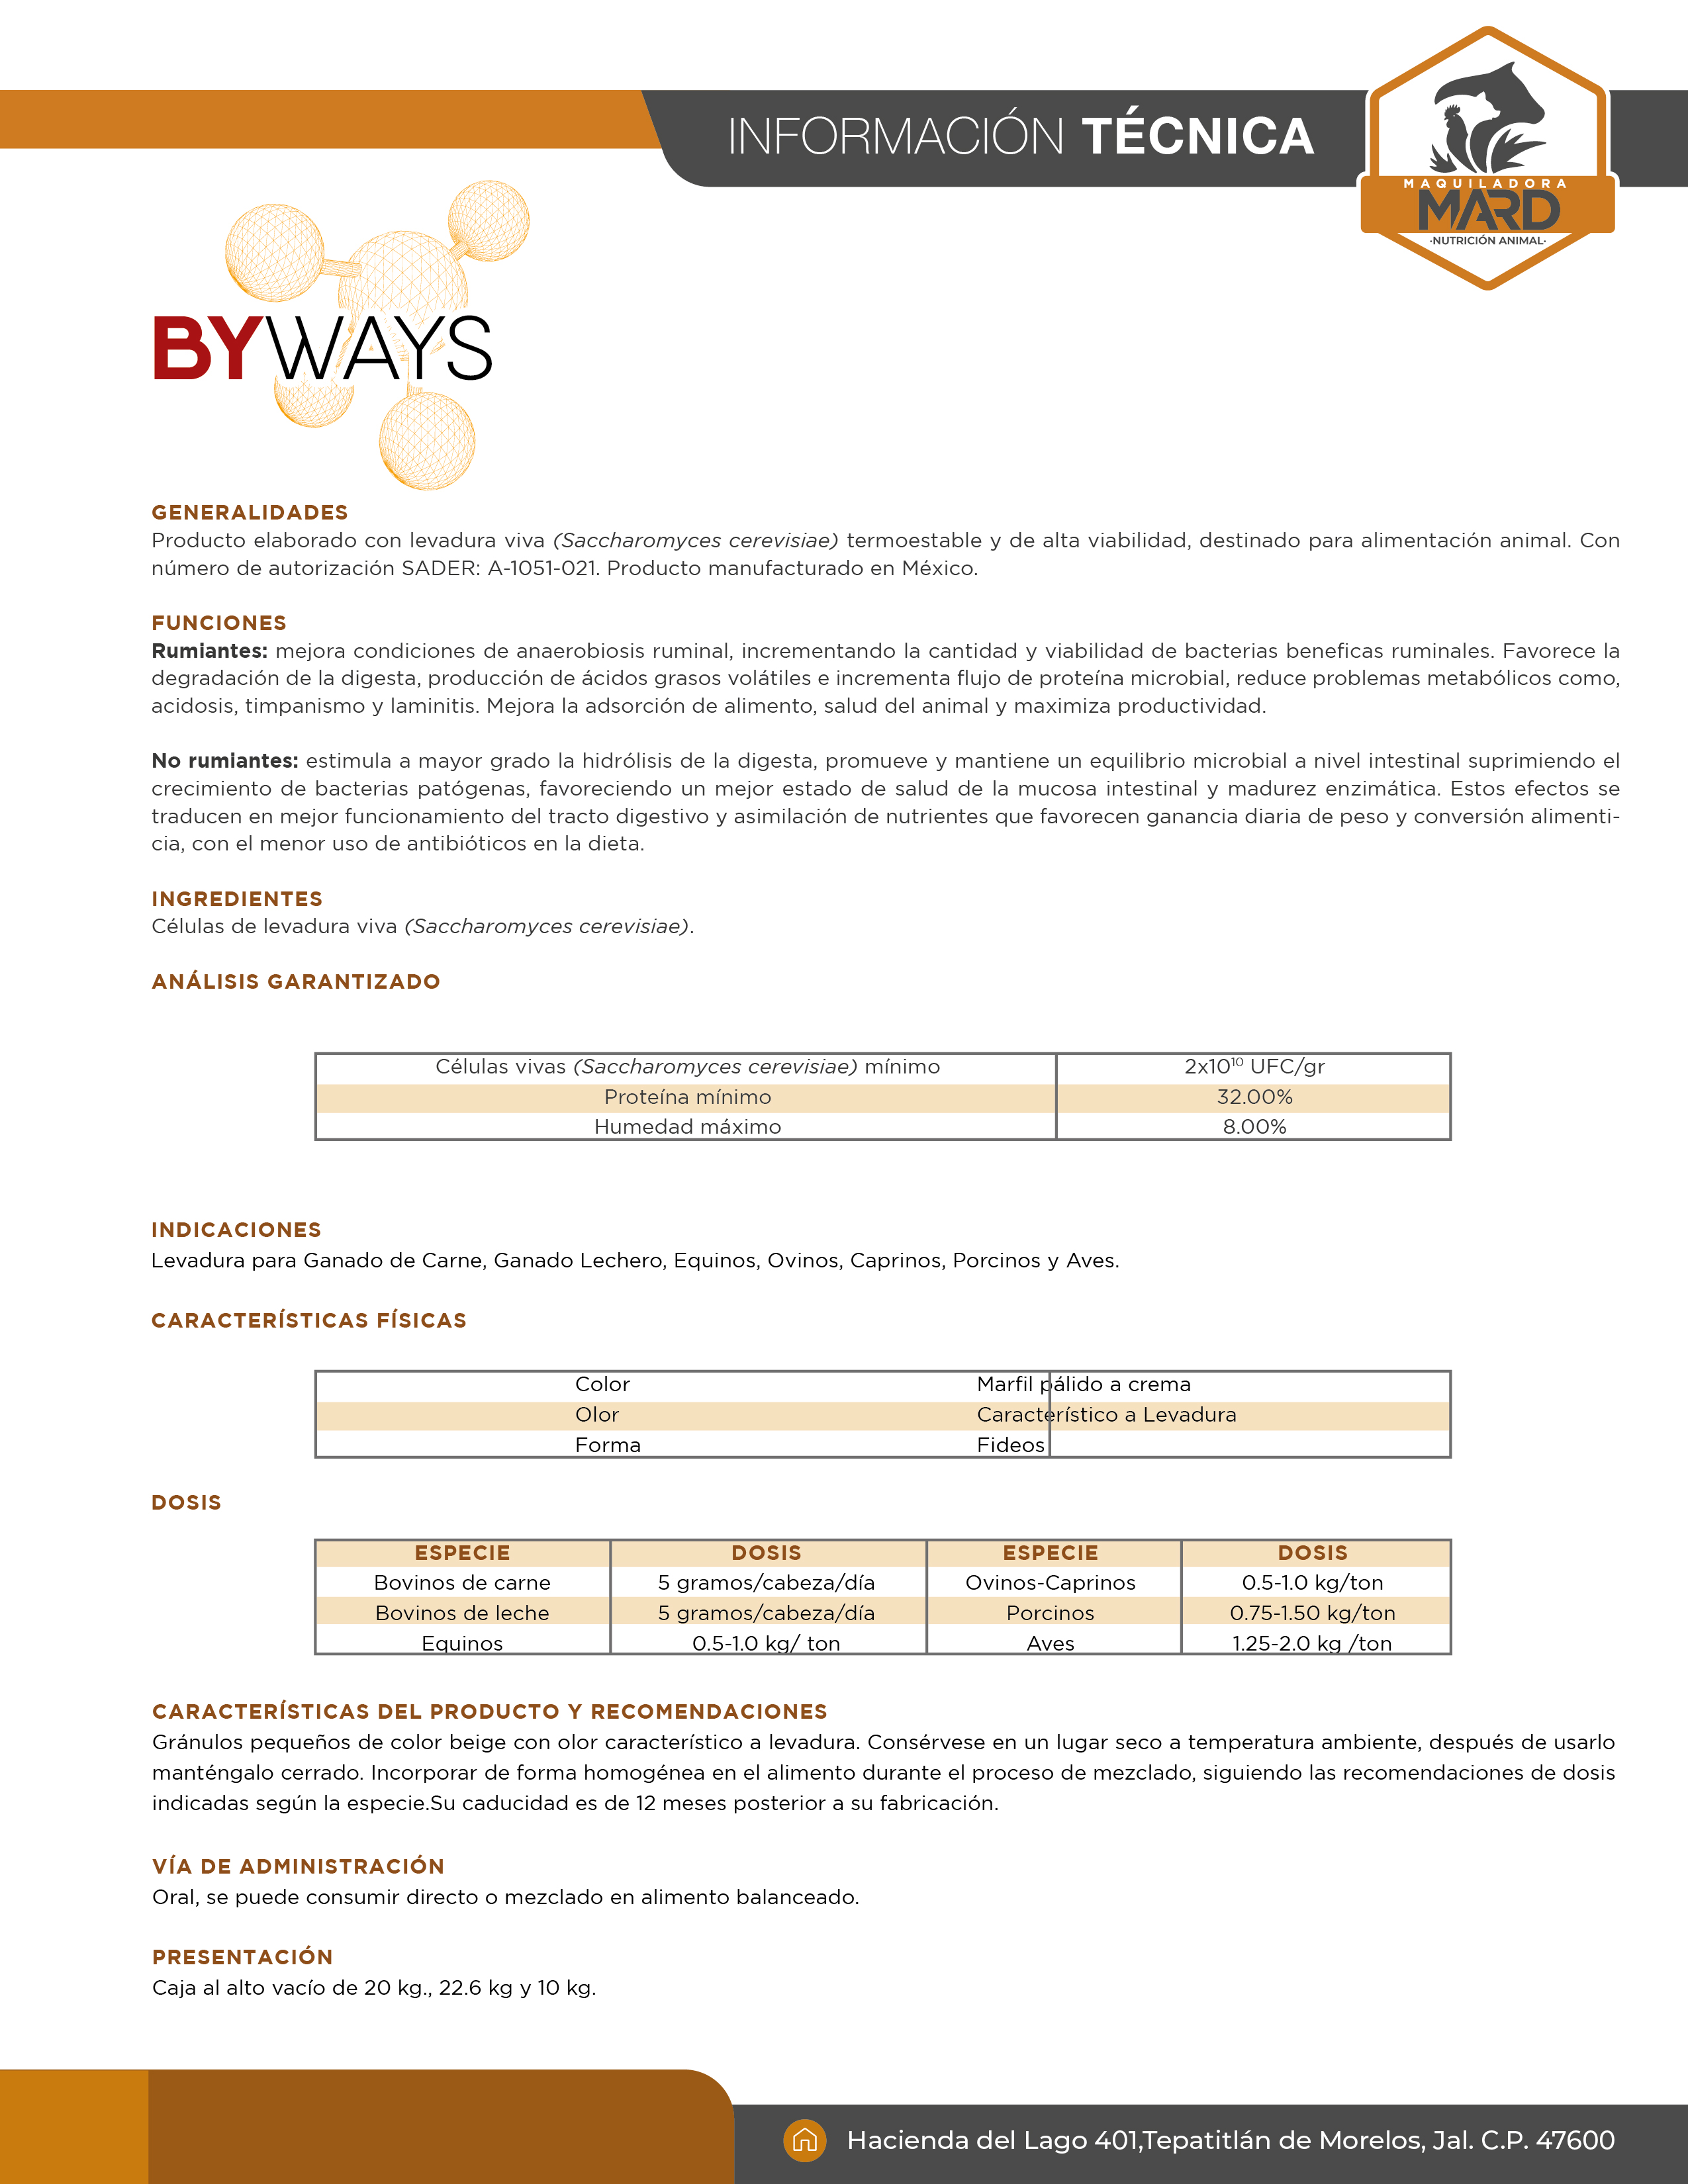 INFORMACIÓN TÉCNICA
MAQUILADORA
MARD
·NUTRICIÓN ANIMAL·
BYWAYS
GENERALIDADES
Producto elaborado con levadura viva (Saccharomyces cerevisiae) termoestable y de alta viabilidad, destinado para alimentación animal. Con
número de autorización SADER: A-1051-021. Producto manufacturado en México.
FUNCIONES
Rumiantes: mejora condiciones de anaerobiosis ruminal, incrementando la cantidad y viabilidad de bacterias beneficas ruminales. Favorece la
degradación de la digesta, producción de ácidos grasos volátiles e incrementa flujo de proteína microbial, reduce problemas metabólicos como,
acidosis, timpanismo y laminitis. Mejora la adsorción de alimento, salud del animal y maximiza productividad.
No rumiantes: estimula a mayor grado la hidrólisis de la digesta, promueve y mantiene un equilibrio microbial a nivel intestinal suprimiendo el
crecimiento de bacterias patógenas, favoreciendo un mejor estado de salud de la mucosa intestinal y madurez enzimática. Estos efectos se
traducen en mejor funcionamiento del tracto digestivo y asimilación de nutrientes que favorecen ganancia diaria de peso y conversión alimenti-
cia, con el menor uso de antibióticos en la dieta.
INGREDIENTES
Células de levadura viva (Saccharomyces cerevisiae).
ANÁLISIS GARANTIZADO
Células vivas (Saccharomyces cerevisiae) mínimo 2x10¹⁰ UFC/gr
Proteína mínimo 32.00%
Humedad máximo 8.00%
INDICACIONES
Levadura para Ganado de Carne, Ganado Lechero, Equinos, Ovinos, Caprinos, Porcinos y Aves.
CARACTERÍSTICAS FÍSICAS
Color Marfil pálido a crema
Olor Característico a Levadura
Forma Fideos
DOSIS
ESPECIE DOSIS ESPECIE DOSIS
Bovinos de carne 5 gramos/cabeza/día Ovinos-Caprinos 0.5-1.0 kg/ton
Bovinos de leche 5 gramos/cabeza/día Porcinos 0.75-1.50 kg/ton
Equinos 0.5-1.0 kg/ ton Aves 1.25-2.0 kg /ton
CARACTERÍSTICAS DEL PRODUCTO Y RECOMENDACIONES
Gránulos pequeños de color beige con olor característico a levadura. Consérvese en un lugar seco a temperatura ambiente, después de usarlo
manténgalo cerrado. Incorporar de forma homogénea en el alimento durante el proceso de mezclado, siguiendo las recomendaciones de dosis
indicadas según la especie.Su caducidad es de 12 meses posterior a su fabricación.
VÍA DE ADMINISTRACIÓN
Oral, se puede consumir directo o mezclado en alimento balanceado.
PRESENTACIÓN
Caja al alto vacío de 20 kg., 22.6 kg y 10 kg.
Hacienda del Lago 401,Tepatitlán de Morelos, Jal. C.P. 47600